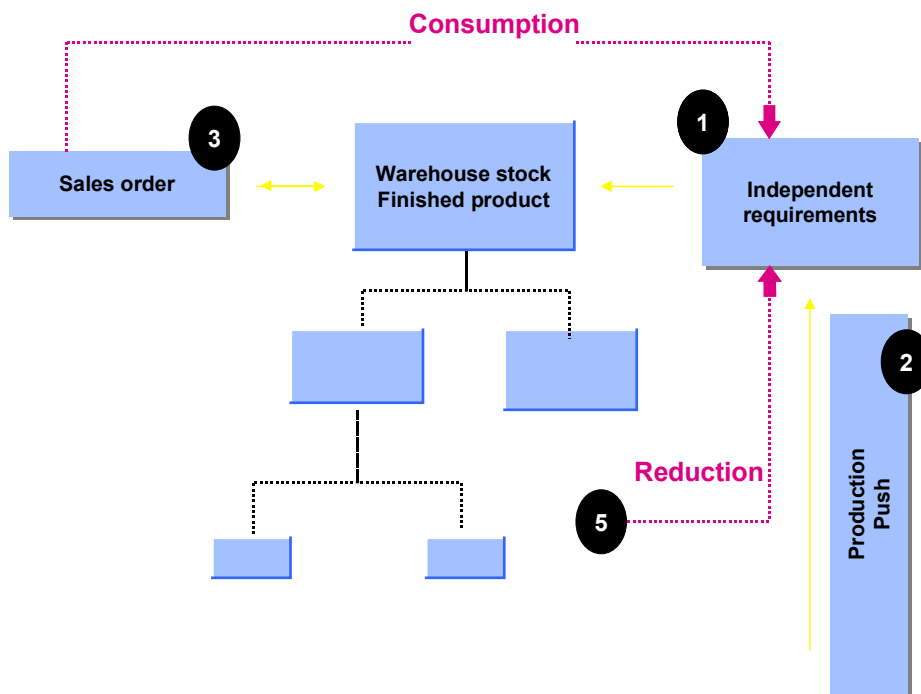 Consumption
3
1
Sales order
Warehouse stock
Finished product
Independent
requirements
2
Reduction
5
Production
Push